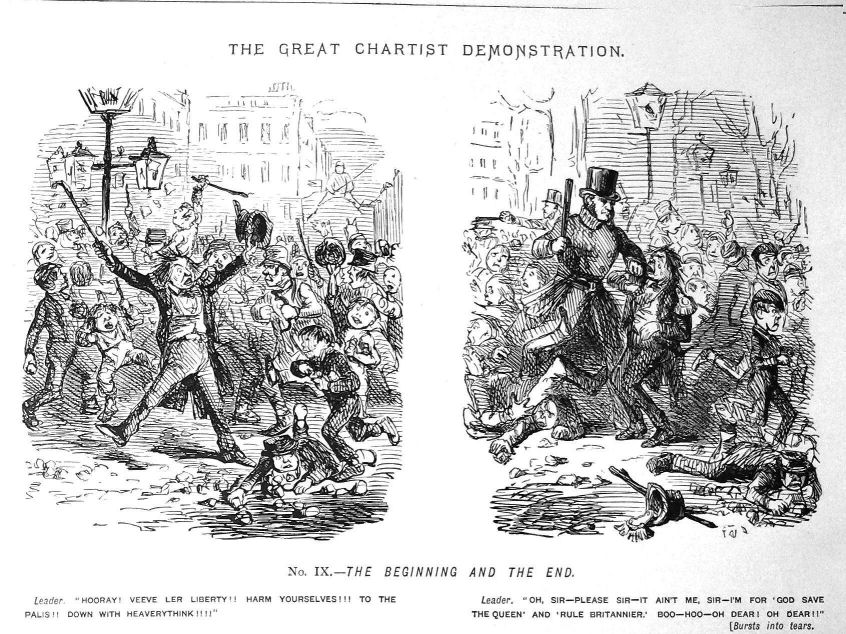 THE GREAT CHARTIST DEMONSTRATION.
No. IX.—THE BEGINNING AND THE END.
Leader. "HOORAY! VEEVE LER LIBERTY!! HARM YOURSELVES!!! TO THE
PALIS!! DOWN WITH HEAVERYTHINK!!!!"
Leader. "OH, SIR—PLEASE SIR—IT AIN'T ME, SIR—I'M FOR 'GOD SAVE
THE QUEEN' AND 'RULE BRITANNIER.' BOO-HOO—OH DEAR! OH DEAR!!"
[Bursts into tears.